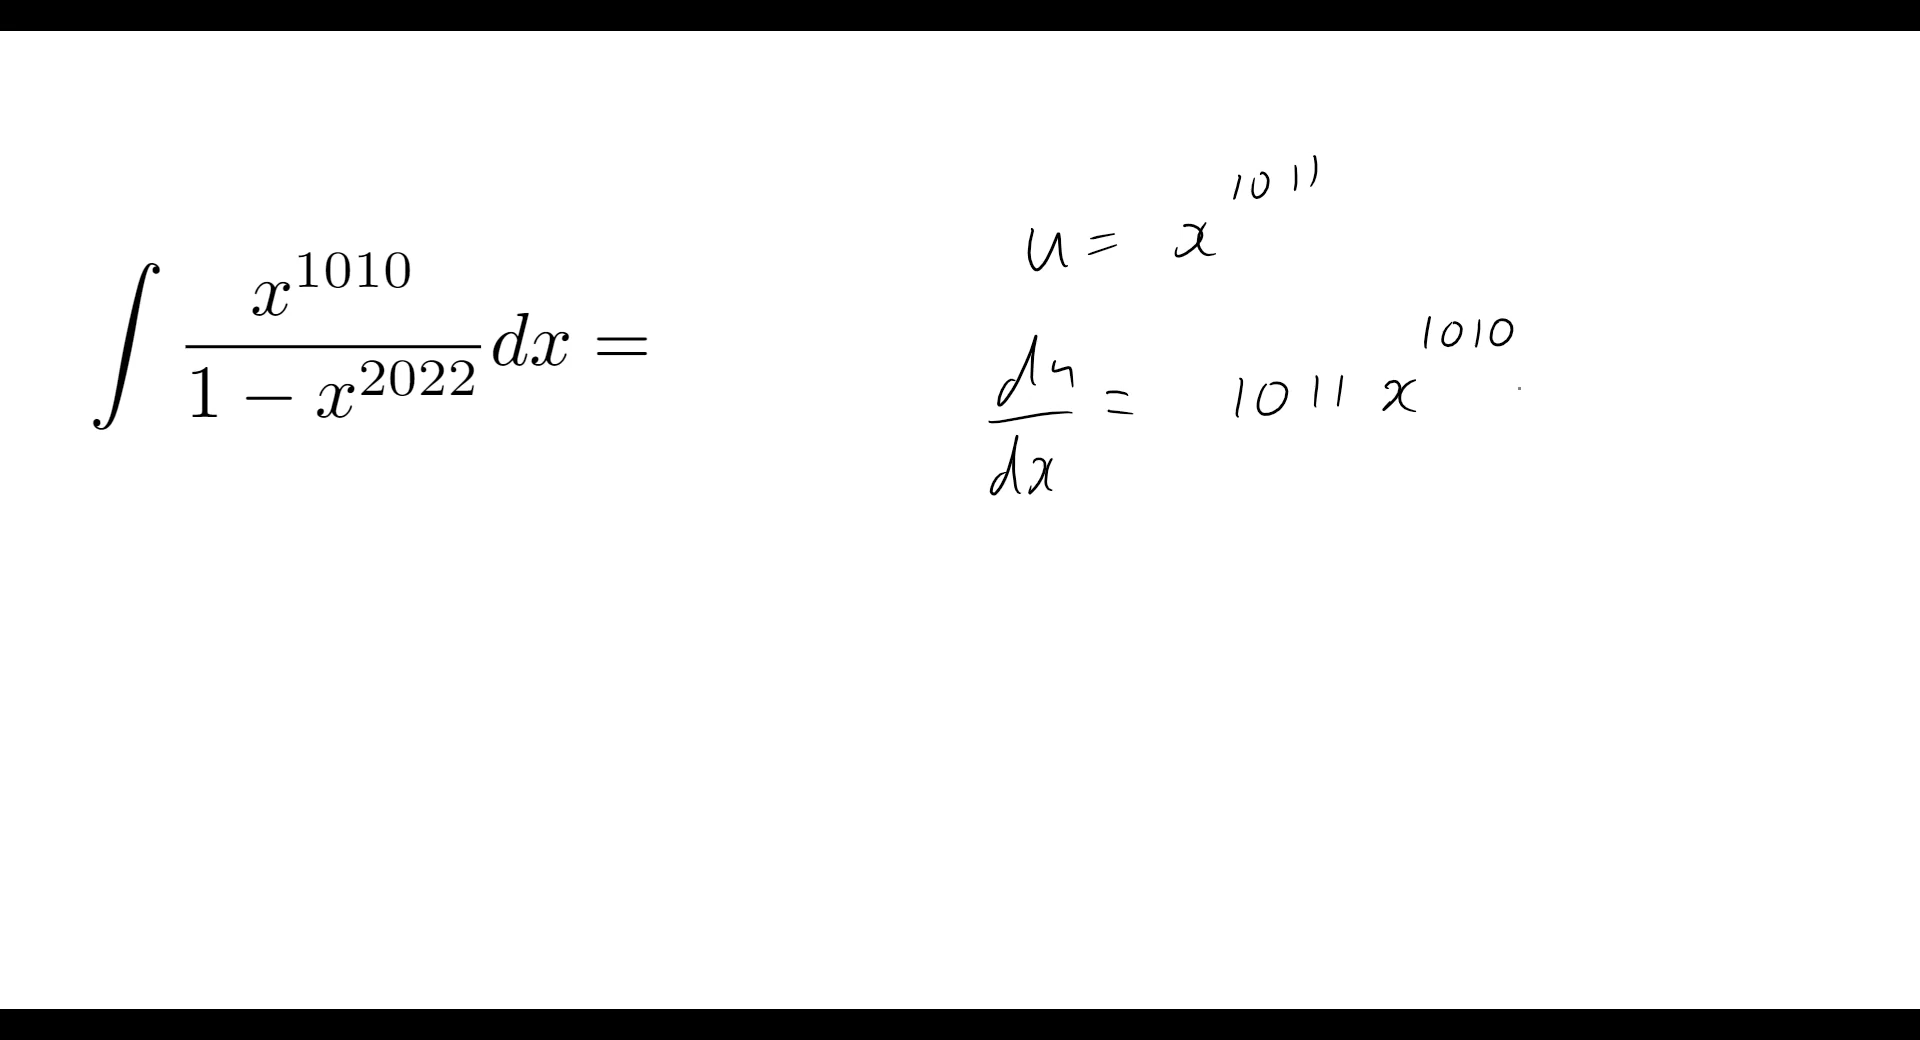 ∫ x^1010 / (1 − x^2022) dx =
u = x^1011
du/dx = 1011 x^1010